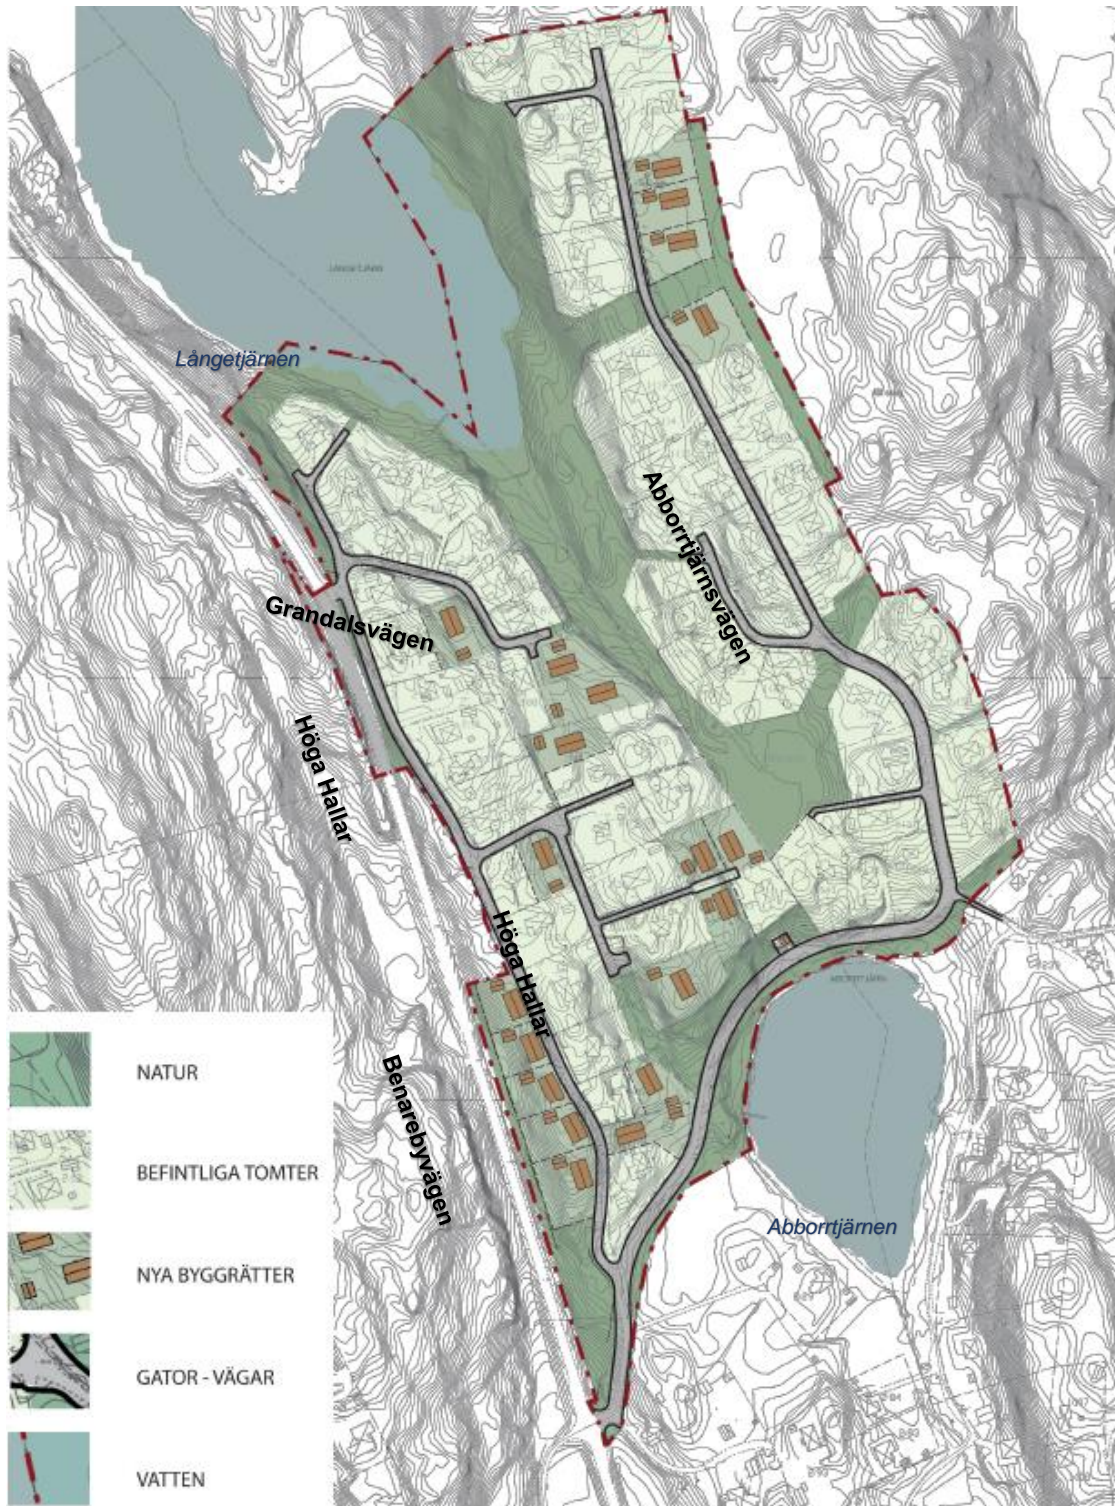 Långetjärnen
Abborrtjärnsvägen
Grandalsvägen
Höga Hallar
Höga Hallar
Benarebyvägen
Abborrtjärnen
NATUR
BEFINTLIGA TOMTER
NYA BYGGRÄTTER
GATOR - VÄGAR
VATTEN